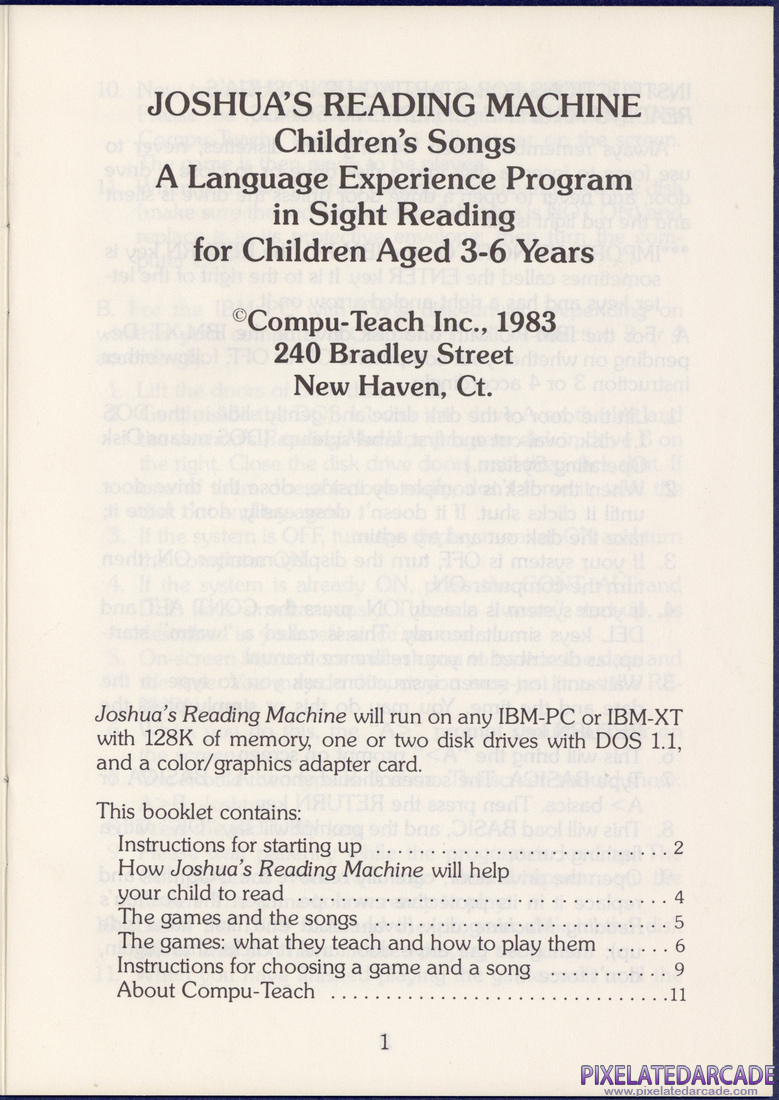 JOSHUA'S READING MACHINE
Children's Songs
A Language Experience Program
in Sight Reading
for Children Aged 3-6 Years
©Compu-Teach Inc., 1983
240 Bradley Street
New Haven, Ct.
Joshua's Reading Machine will run on any IBM-PC or IBM-XT
with 128K of memory, one or two disk drives with DOS 1.1,
and a color/graphics adapter card.
This booklet contains:
Instructions for starting up . . . . . . . . . . . . . . . . . . . . . . . . . . 2
How Joshua's Reading Machine will help
your child to read . . . . . . . . . . . . . . . . . . . . . . . . . . . . . . . . . . 4
The games and the songs . . . . . . . . . . . . . . . . . . . . . . . . . . . 5
The games: what they teach and how to play them . . . . . . . 6
Instructions for choosing a game and a song . . . . . . . . . . . . 9
About Compu-Teach . . . . . . . . . . . . . . . . . . . . . . . . . . . . . . . 11
1
PIXELATEDARCADE
www.pixelatedarcade.com